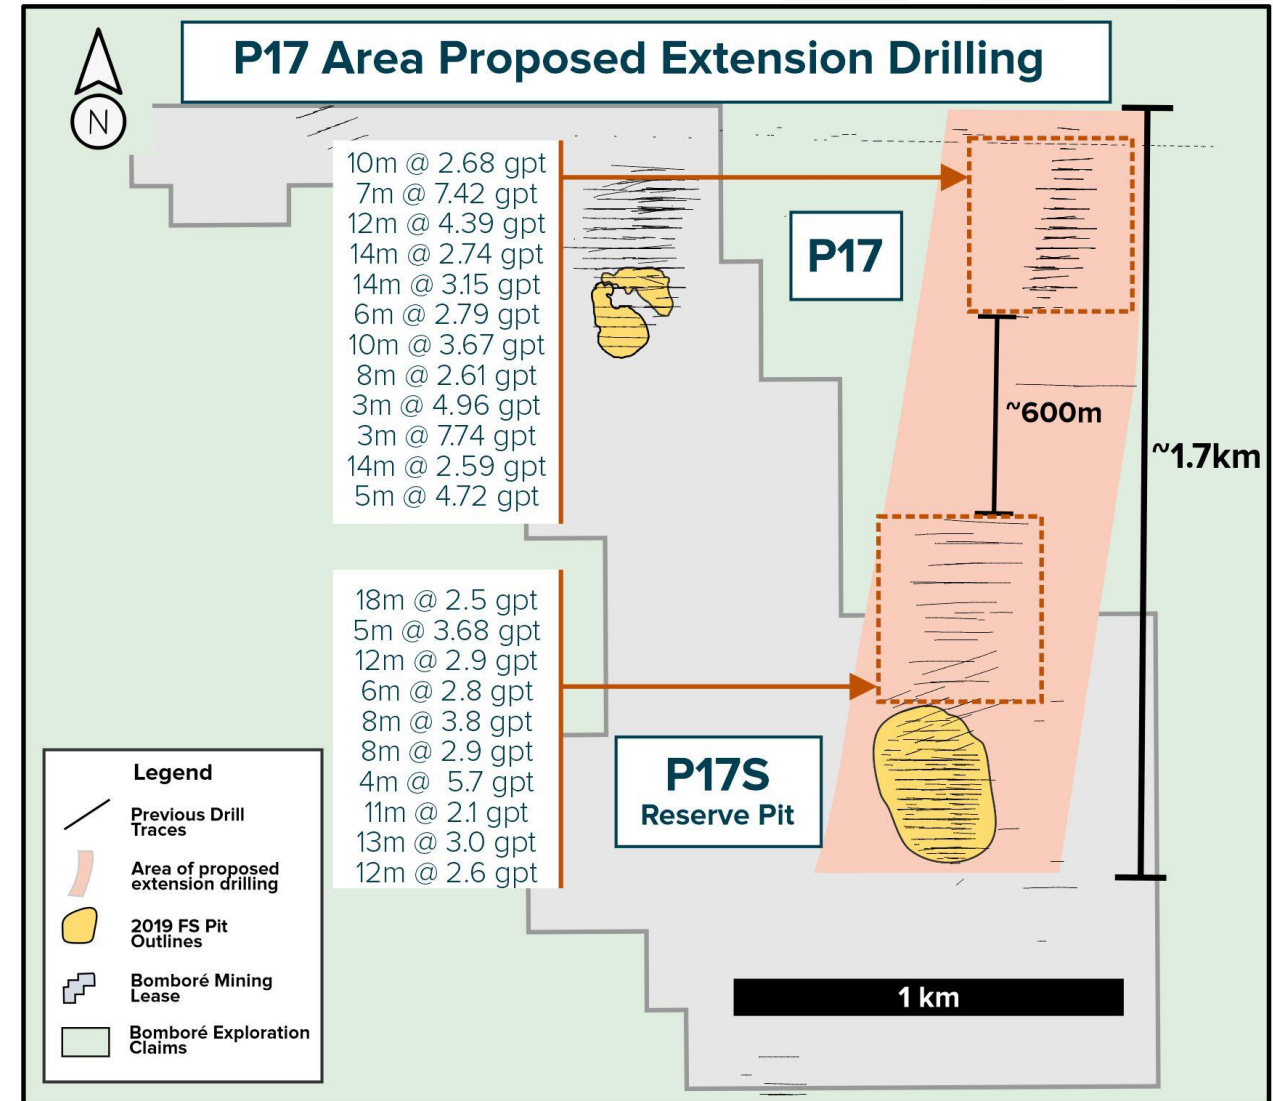 P17 Area Proposed Extension Drilling
N
10m @ 2.68 gpt
7m @ 7.42 gpt
12m @ 4.39 gpt
14m @ 2.74 gpt
14m @ 3.15 gpt
6m @ 2.79 gpt
10m @ 3.67 gpt
8m @ 2.61 gpt
3m @ 4.96 gpt
3m @ 7.74 gpt
14m @ 2.59 gpt
5m @ 4.72 gpt
P17
~600m
~1.7km
18m @ 2.5 gpt
5m @ 3.68 gpt
12m @ 2.9 gpt
6m @ 2.8 gpt
8m @ 3.8 gpt
8m @ 2.9 gpt
4m @ 5.7 gpt
11m @ 2.1 gpt
13m @ 3.0 gpt
12m @ 2.6 gpt
P17S
Reserve Pit
Legend
Previous Drill
Traces
Area of proposed
extension drilling
2019 FS Pit
Outlines
Bomboré Mining
Lease
Bomboré Exploration
Claims
1 km